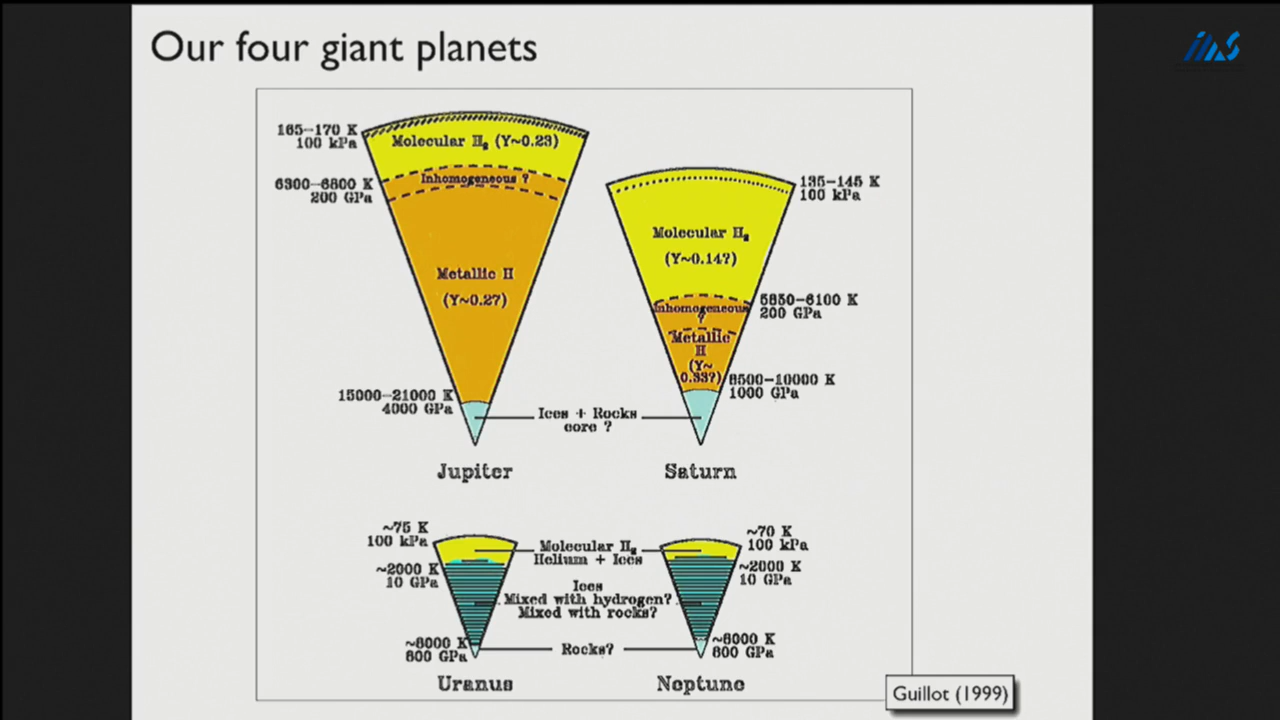 Our four giant planets
IMS
165-170 K
100 kPa
Molecular H₂ (Y~0.23)
6300-6800 K
200 GPa
Inhomogeneous ?
Metallic H
(Y~0.27)
15000-21000 K
4000 GPa
135-145 K
100 kPa
Molecular H₂
(Y~0.14?)
5850-6100 K
200 GPa
Inhomogeneous
?
Metallic
H
(Y~
0.33?)
8500-10000 K
1000 GPa
Ices + Rocks
core ?
Jupiter
Saturn
~75 K
100 kPa
~70 K
100 kPa
Molecular H₂
Helium + Ices
~2000 K
10 GPa
~2000 K
10 GPa
Ices
Mixed with hydrogen?
Mixed with rocks?
~8000 K
800 GPa
~8000 K
800 GPa
Rocks?
Uranus
Neptune
Guillot (1999)